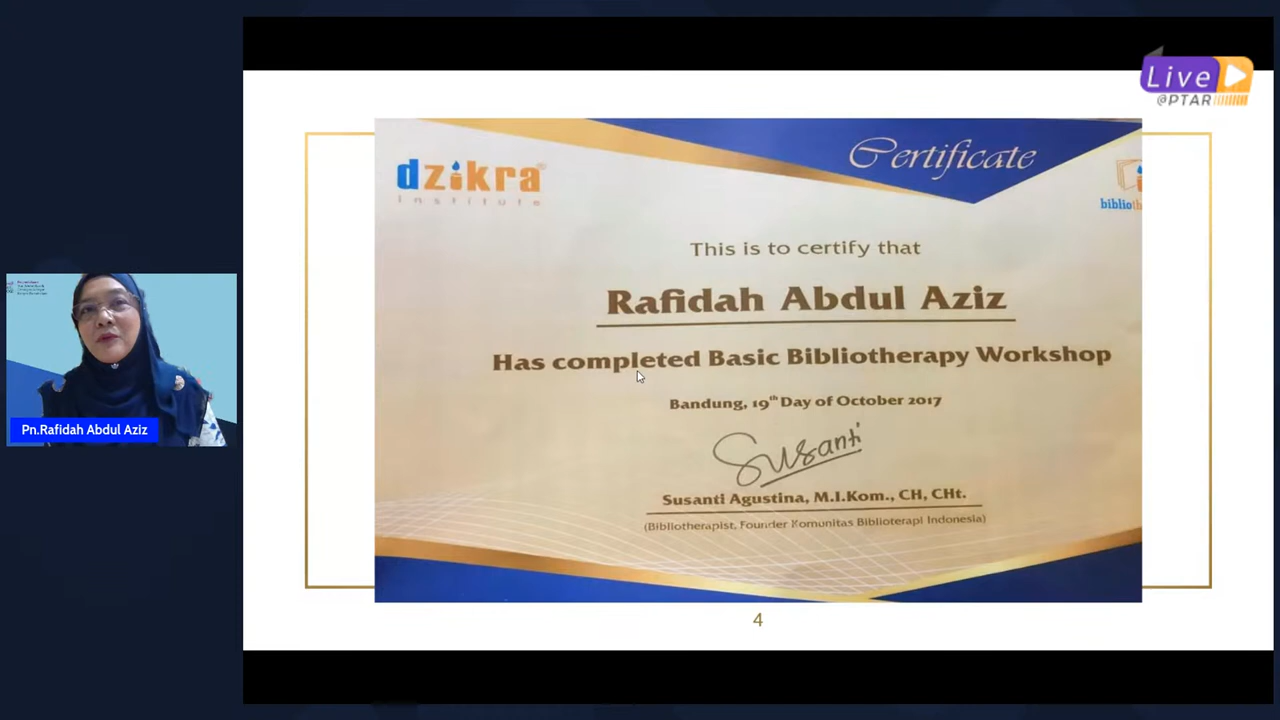 Live
@PTAR
Certificate
dzikra
institute
This is to certify that
Rafidah Abdul Aziz
Has completed Basic Bibliotherapy Workshop
Bandung, 19th Day of October 2017
Susanti
Susanti Agustina, M.I.Kom., CH, CHt.
(Bibliotherapist, Founder Komunitas Biblioterapi Indonesia)
Pn.Rafidah Abdul Aziz
4